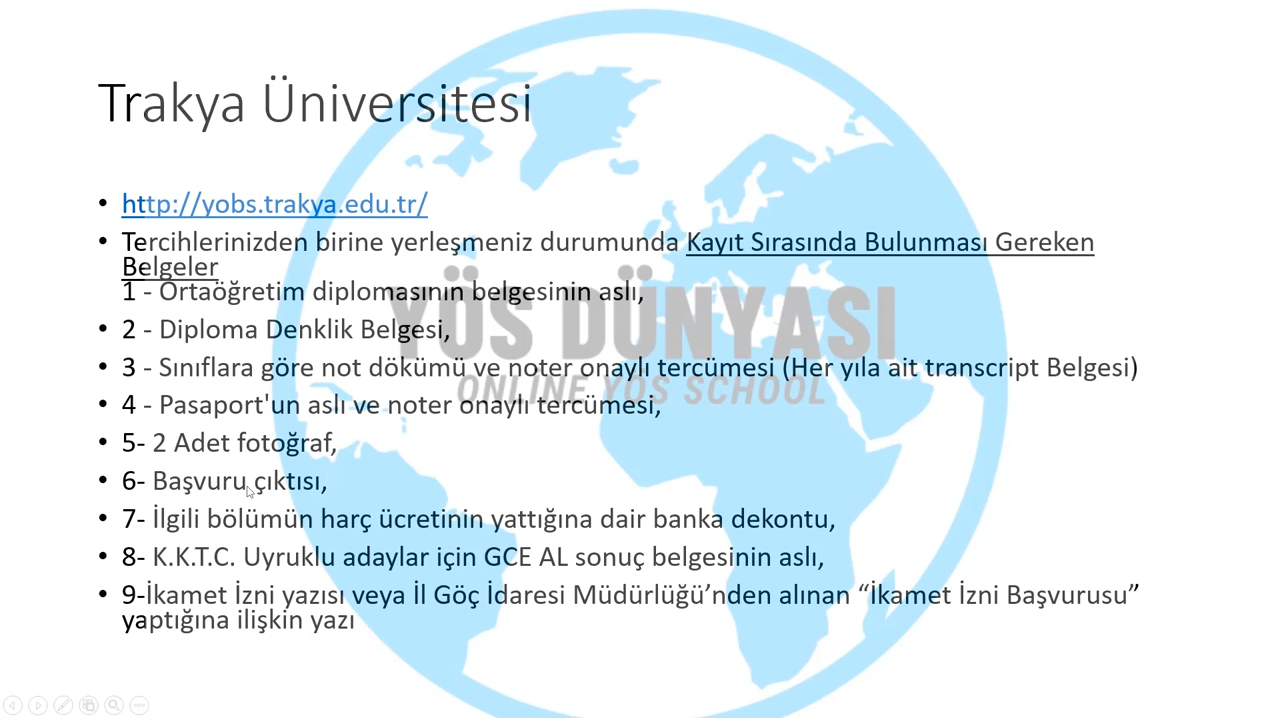 Trakya Üniversitesi
• http://yobs.trakya.edu.tr/
• Tercihlerinizden birine yerleşmeniz durumunda Kayıt Sırasında Bulunması Gereken
Belgeler
1 - Ortaöğretim diplomasının belgesinin aslı,
• 2 - Diploma Denklik Belgesi,
• 3 - Sınıflara göre not dökümü ve noter onaylı tercümesi (Her yıla ait transcript Belgesi)
• 4 - Pasaport'un aslı ve noter onaylı tercümesi,
• 5- 2 Adet fotoğraf,
• 6- Başvuru çıktısı,
• 7- İlgili bölümün harç ücretinin yattığına dair banka dekontu,
• 8- K.K.T.C. Uyruklu adaylar için GCE AL sonuç belgesinin aslı,
• 9-İkamet İzni yazısı veya İl Göç İdaresi Müdürlüğü’nden alınan “İkamet İzni Başvurusu”
yaptığına ilişkin yazı
YÖS DÜNYASI
ONLINE YÖS SCHOOL